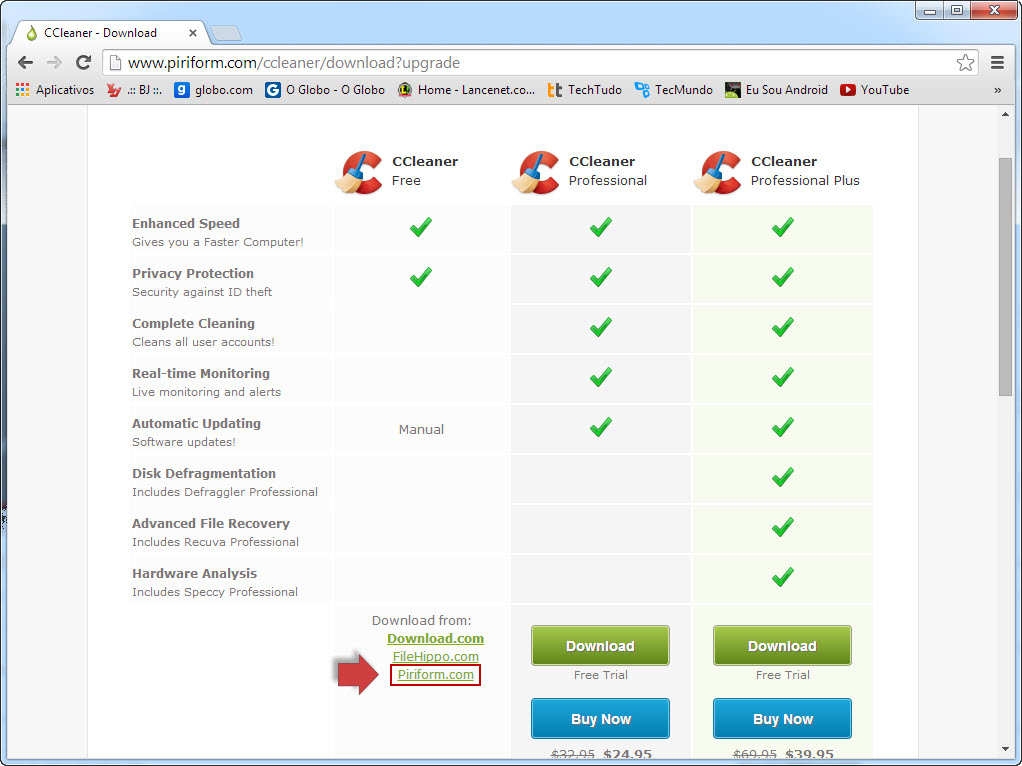 CCleaner - Download
www.piriform.com/ccleaner/download?upgrade
Aplicativos .:: BJ ::. globo.com O Globo - O Globo Home - Lancenet.co... TechTudo TecMundo Eu Sou Android YouTube »
CCleaner Free
CCleaner Professional
CCleaner Professional Plus
Enhanced Speed
Gives you a Faster Computer!
Privacy Protection
Security against ID theft
Complete Cleaning
Cleans all user accounts!
Real-time Monitoring
Live monitoring and alerts
Automatic Updating
Software updates!
Manual
Disk Defragmentation
Includes Defraggler Professional
Advanced File Recovery
Includes Recuva Professional
Hardware Analysis
Includes Speccy Professional
Download from:
Download.com
FileHippo.com
Piriform.com
Download
Free Trial
Buy Now
$32.95 $24.95
Download
Free Trial
Buy Now
$69.95 $39.95